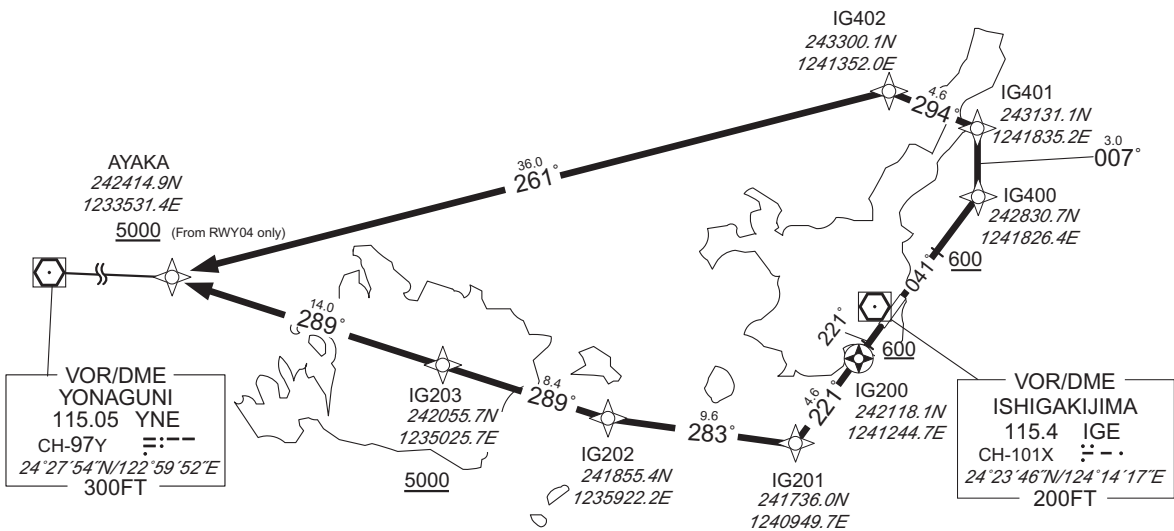 IG402
243300.1N
1241352.0E
4.6
294°
IG401
243131.1N
1241835.2E
3.0
007°
36.0
261°
AYAKA
242414.9N
1233531.4E
5000 (From RWY04 only)
IG400
242830.7N
1241826.4E
600
041°
221°
600
14.0
289°
VOR/DME
YONAGUNI
115.05 YNE
CH-97Y
24°27´54˝N/122°59´52˝E
300FT
IG203
242055.7N
1235025.7E
5000
8.4
289°
IG202
241855.4N
1235922.2E
9.6
283°
4.6
221°
IG200
242118.1N
1241244.7E
IG201
241736.0N
1240949.7E
VOR/DME
ISHIGAKIJIMA
115.4 IGE
CH-101X
24°23´46˝N/124°14´17˝E
200FT